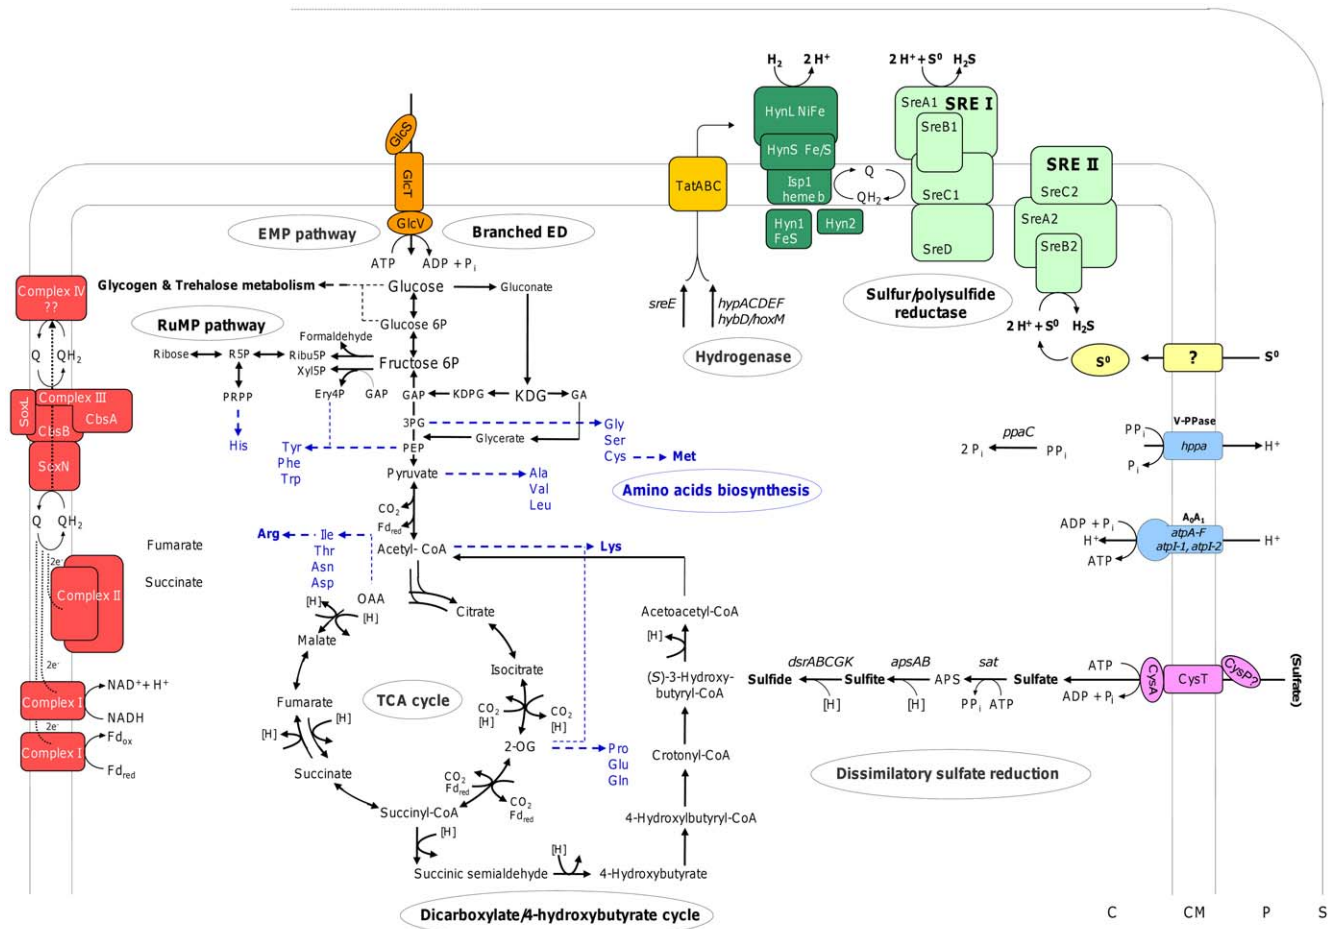 H2 2 H+ 2 H+ + S0 H2S
HynL NiFe
HynS Fe/S
Isp1
heme b
Hyn1
FeS
Hyn2
Q
QH2
SreA1 SRE I
SreB1
SreC1
SreD
SRE II
SreC2
SreA2
SreB2
2 H+ + S0 H2S
S0
?
S0
TatABC
sreE
hypACDEF
hybD/hoxM
Hydrogenase
Sulfur/polysulfide
reductase
GlcS
GlcT
GlcV
EMP pathway
Branched ED
ATP ADP + Pi
Glycogen & Trehalose metabolism
Glucose
Gluconate
Glucose 6P
RuMP pathway
Formaldehyde
Ribose R5P Ribu5P
Xyl5P
Fructose 6P
PRPP
Ery4P GAP
GAP KDPG KDG GA
His
3PG
Gly
Ser
Cys Met
Tyr
Phe
Trp
PEP
Glycerate
Pyruvate
Ala
Val
Leu
Amino acids biosynthesis
CO2
Fdred
Arg Ile
Thr
Asn
Asp
Acetyl- CoA
Lys
OAA
[H]
[H]
Citrate
Malate
Isocitrate
CO2
[H]
CO2
[H]
TCA cycle
Fumarate
[H]
[H]
2-OG
Pro
Glu
Gln
Succinate
CO2
Fdred
CO2
Fdred
Succinyl-CoA
[H]
Succinic semialdehyde
[H]
4-Hydroxybutyrate
4-Hydroxylbutyryl-CoA
Crotonyl-CoA
(S)-3-Hydroxy-
butyryl-CoA
[H]
Acetoacetyl-CoA
Dicarboxylate/4-hydroxybutyrate cycle
Complex IV
??
Q QH2
SoxL
Complex III
CbsA
CbsB
SoxN
Q QH2
Fumarate
Succinate
2e-
Complex II
2e-
Complex I
NAD+ + H+
NADH
2e-
Complex I
Fdox
Fdred
V-PPase
ppaC
2 Pi PPi
PPi
Pi
hppa
H+
A0A1
ADP + Pi
H+
ATP
atpA-F
atpI-1, atpI-2
H+
dsrABCGK apsAB sat
Sulfide Sulfite APS Sulfate
[H] [H] PPi ATP
ATP
ADP + Pi
CysA
CysT
CysP?
(Sulfate)
Dissimilatory sulfate reduction
C CM P S